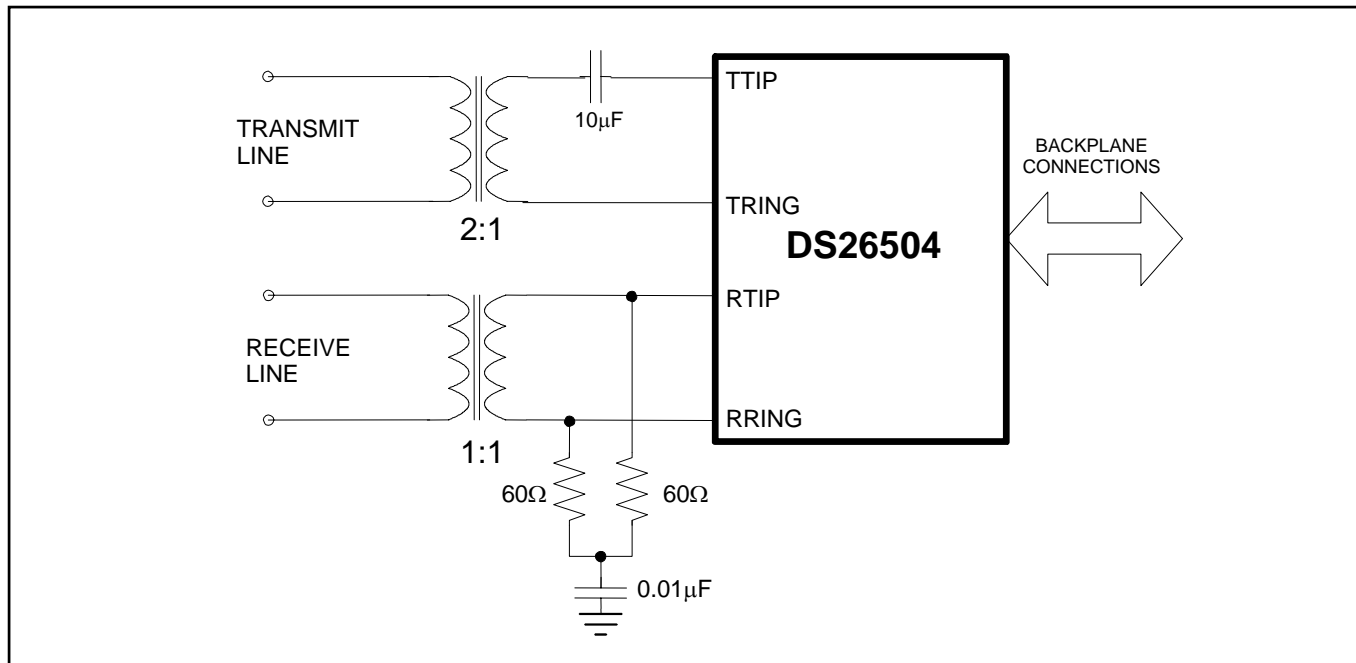 TTIP
10μF
TRANSMIT
LINE
BACKPLANE
CONNECTIONS
TRING
2:1
DS26504
RTIP
RECEIVE
LINE
RRING
1:1
60Ω
60Ω
0.01μF